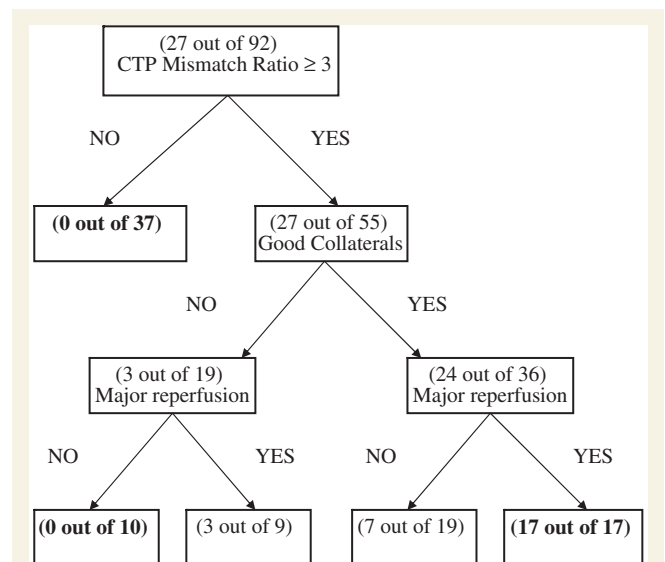 (27 out of 92)
CTP Mismatch Ratio ≥ 3
NO
YES
(0 out of 37)
(27 out of 55)
Good Collaterals
NO
YES
(3 out of 19)
Major reperfusion
(24 out of 36)
Major reperfusion
NO
YES
NO
YES
(0 out of 10)
(3 out of 9)
(7 out of 19)
(17 out of 17)